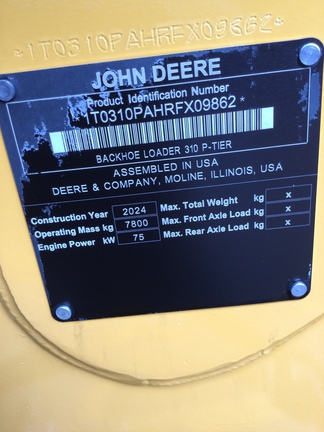 *1T0310PAHRFX09862*
JOHN DEERE
Product Identification Number
*1T0310PAHRFX09862*
BACKHOE LOADER 310 P-TIER
ASSEMBLED IN USA
DEERE & COMPANY, MOLINE, ILLINOIS, USA
Construction Year 2024 Max. Total Weight kg x
Operating Mass kg 7800 Max. Front Axle Load kg x
Engine Power kW 75 Max. Rear Axle Load kg x